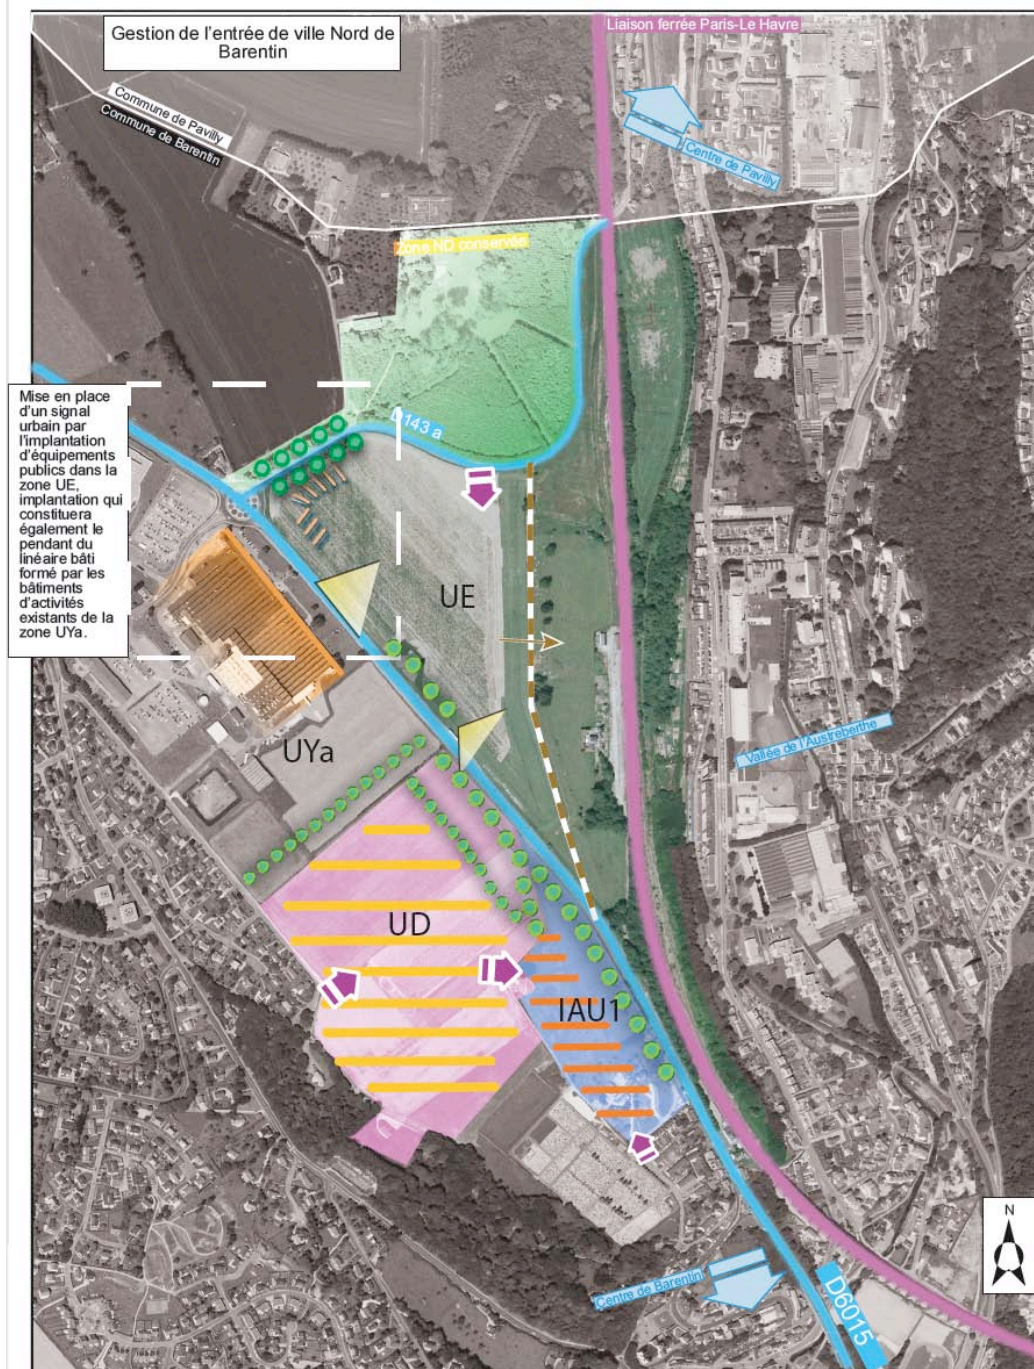 Gestion de l'entrée de ville Nord de
Barentin
Liaison ferrée Paris-Le Havre
Commune de Pavilly
Commune de Barentin
Centre de Pavilly
Zone ND conservée
Mise en place
d'un signal
urbain par
l'implantation
d'équipements
publics dans la
zone UE,
implantation qui
constituera
également le
pendant du
linéaire bâti
formé par les
bâtiments
d'activités
existants de la
zone UYa.
D143 a
UE
UYa
Vallée de l'Austreberthe
UD
IAU1
N
Centre de Barentin
D6015